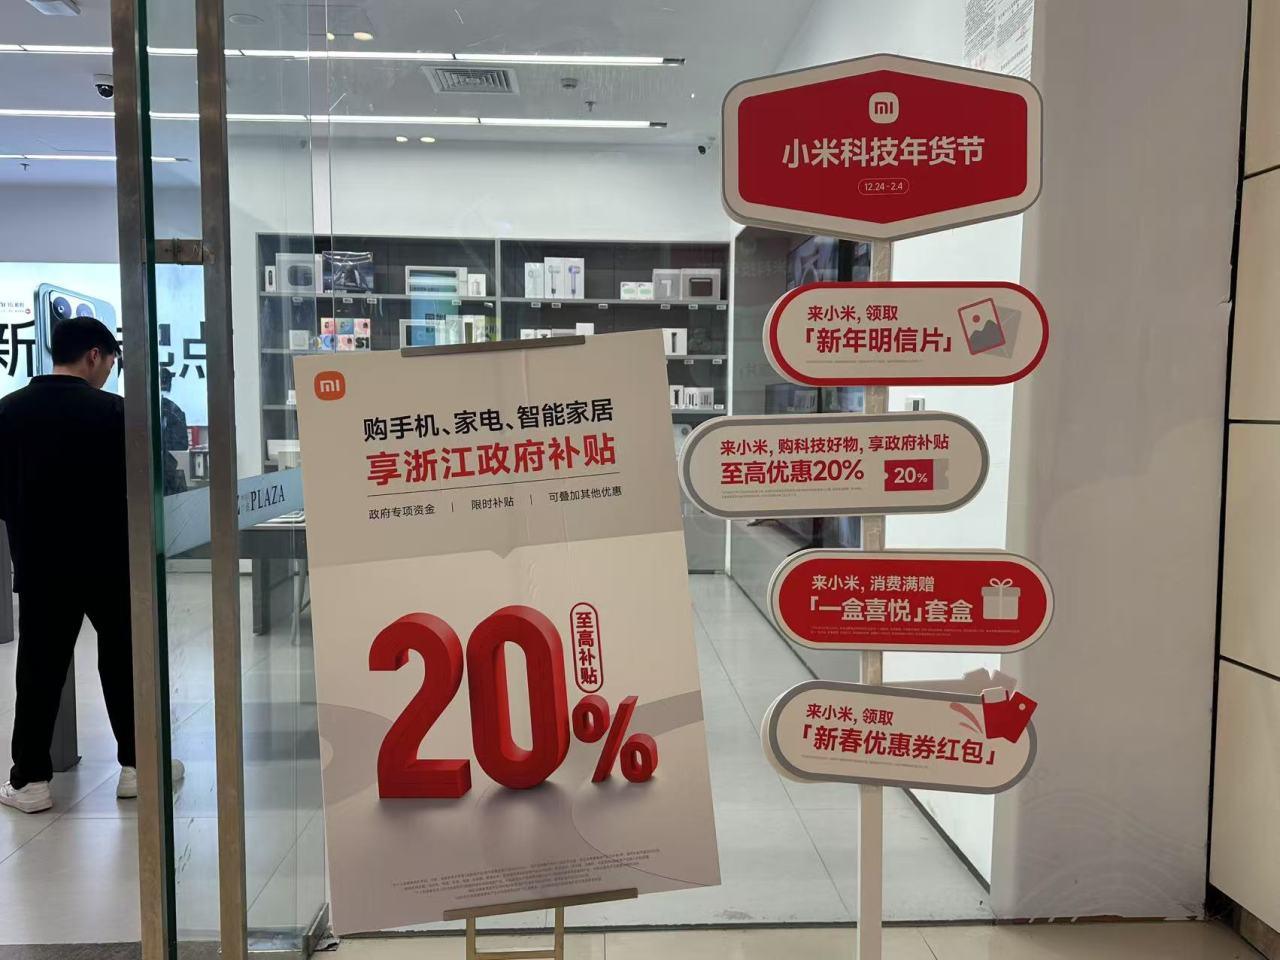 mi
小米科技年货节
12.24-2.4
来小米，领取
「新年明信片」
来小米，购科技好物，享政府补贴
至高优惠20%
20%
来小米，消费满赠
「一盒喜悦」套盒
来小米，领取
「新春优惠券红包」
mi
购手机、家电、智能家居
享浙江政府补贴
政府专项资金 | 限时补贴 | 可叠加其他优惠
20%
至高补贴
新 起点
PLAZA